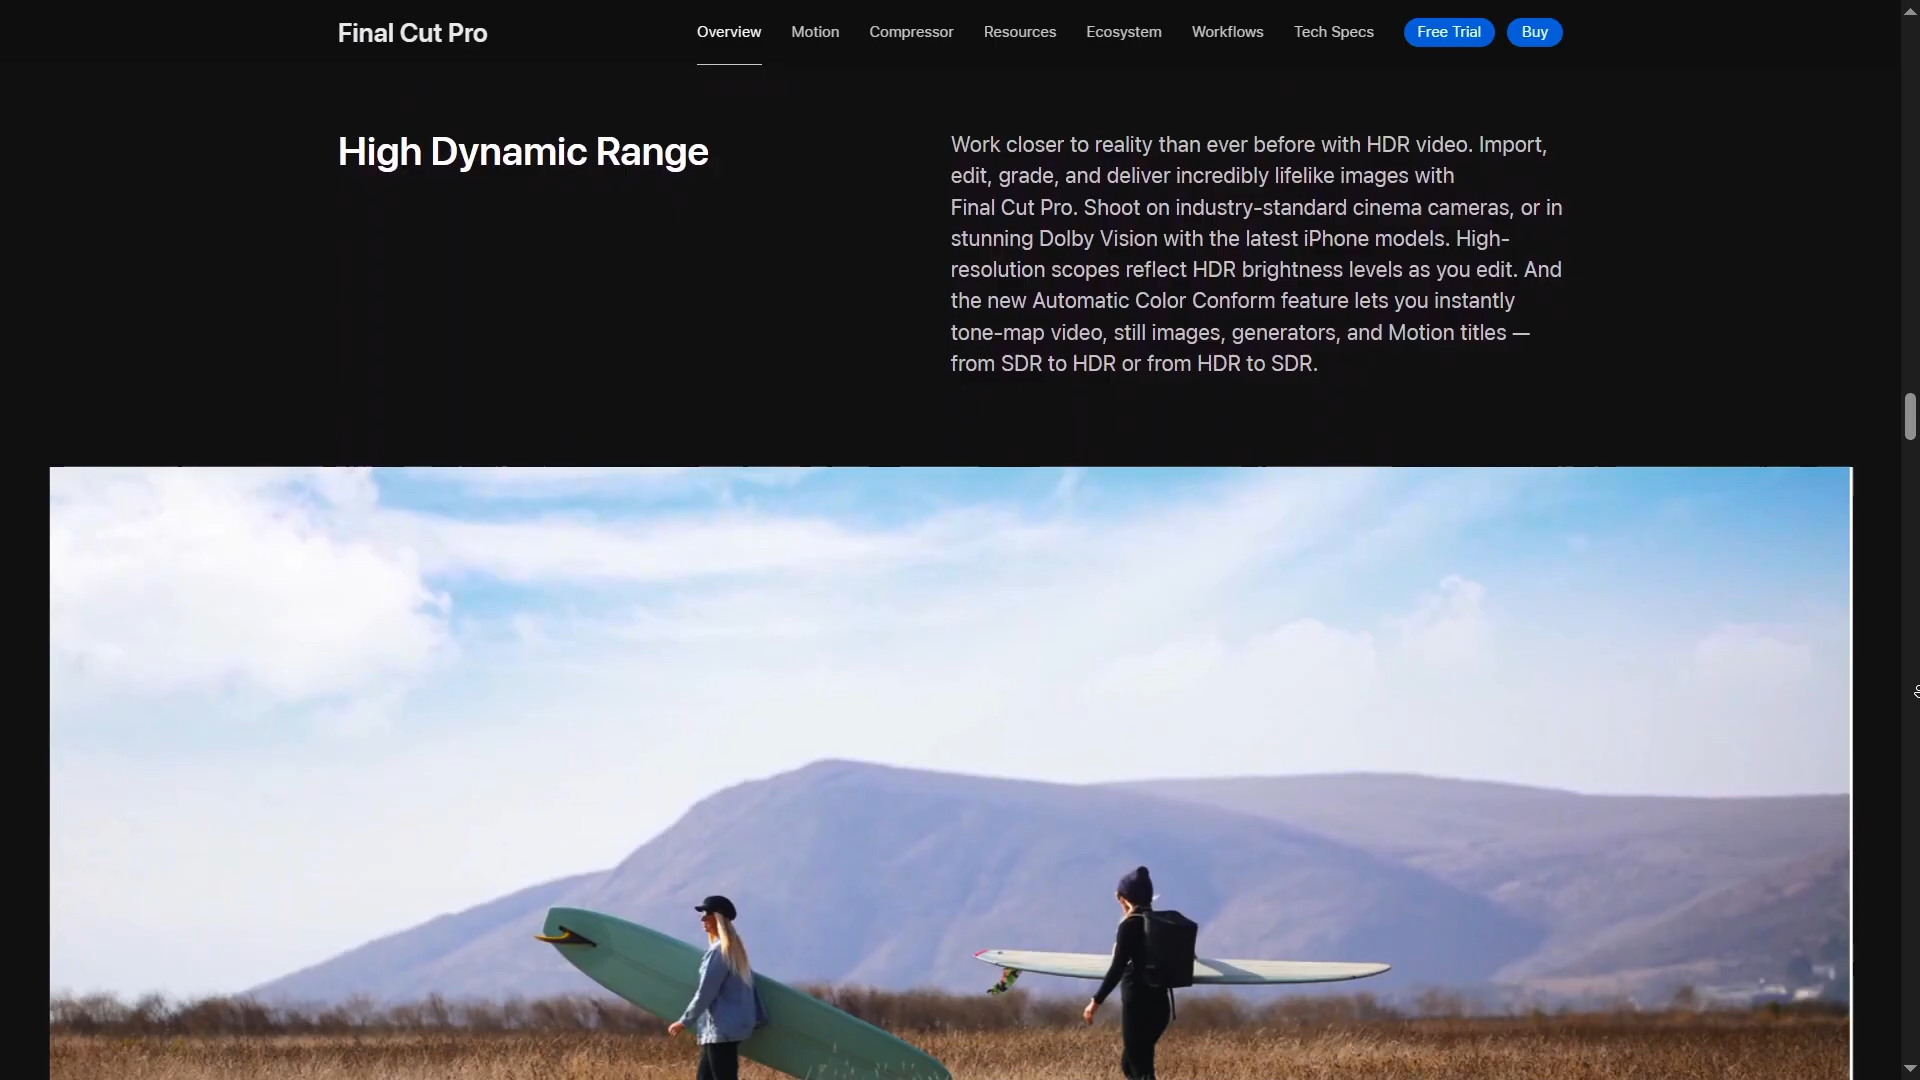 Final Cut Pro
Overview
Motion
Compressor
Resources
Ecosystem
Workflows
Tech Specs
Free Trial
Buy
High Dynamic Range
Work closer to reality than ever before with HDR video. Import,
edit, grade, and deliver incredibly lifelike images with
Final Cut Pro. Shoot on industry-standard cinema cameras, or in
stunning Dolby Vision with the latest iPhone models. High-
resolution scopes reflect HDR brightness levels as you edit. And
the new Automatic Color Conform feature lets you instantly
tone-map video, still images, generators, and Motion titles —
from SDR to HDR or from HDR to SDR.